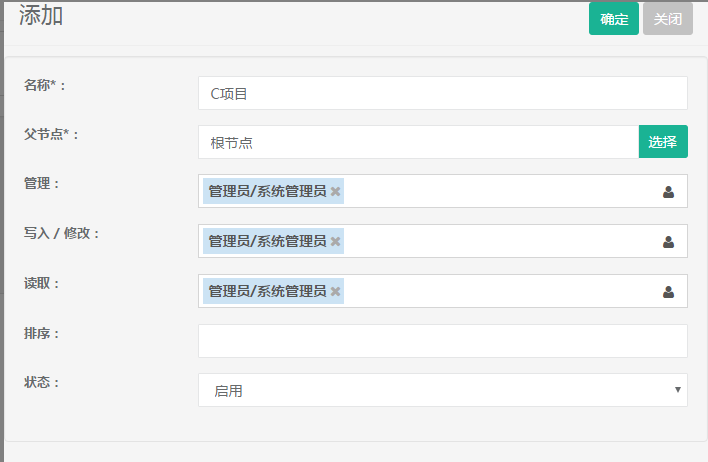 添加
确定
关闭
名称*：
C项目
父节点*：
根节点
选择
管理：
管理员/系统管理员
写入 / 修改：
管理员/系统管理员
读取：
管理员/系统管理员
排序：
状态：
启用